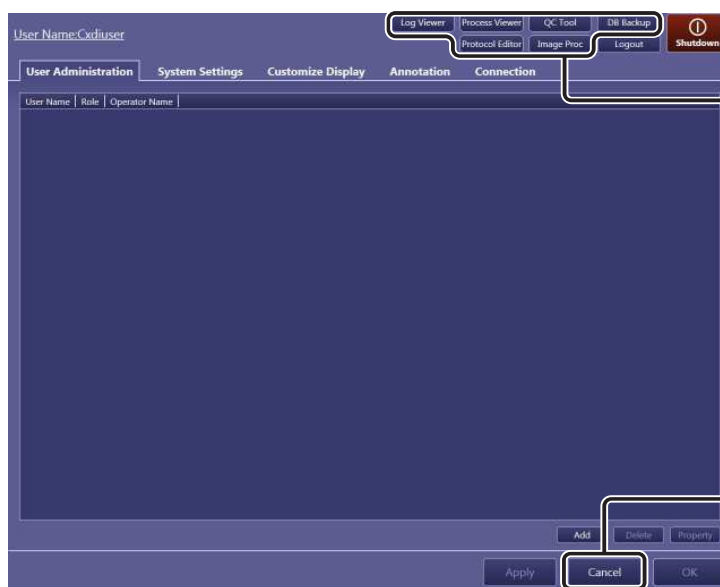 User Name:Cxdiuser
Log Viewer Process Viewer QC Tool DB Backup
Protocol Editor Image Proc Logout Shutdown
User Administration System Settings Customize Display Annotation Connection
User Name Role Operator Name
Add Delete Property
Apply Cancel OK